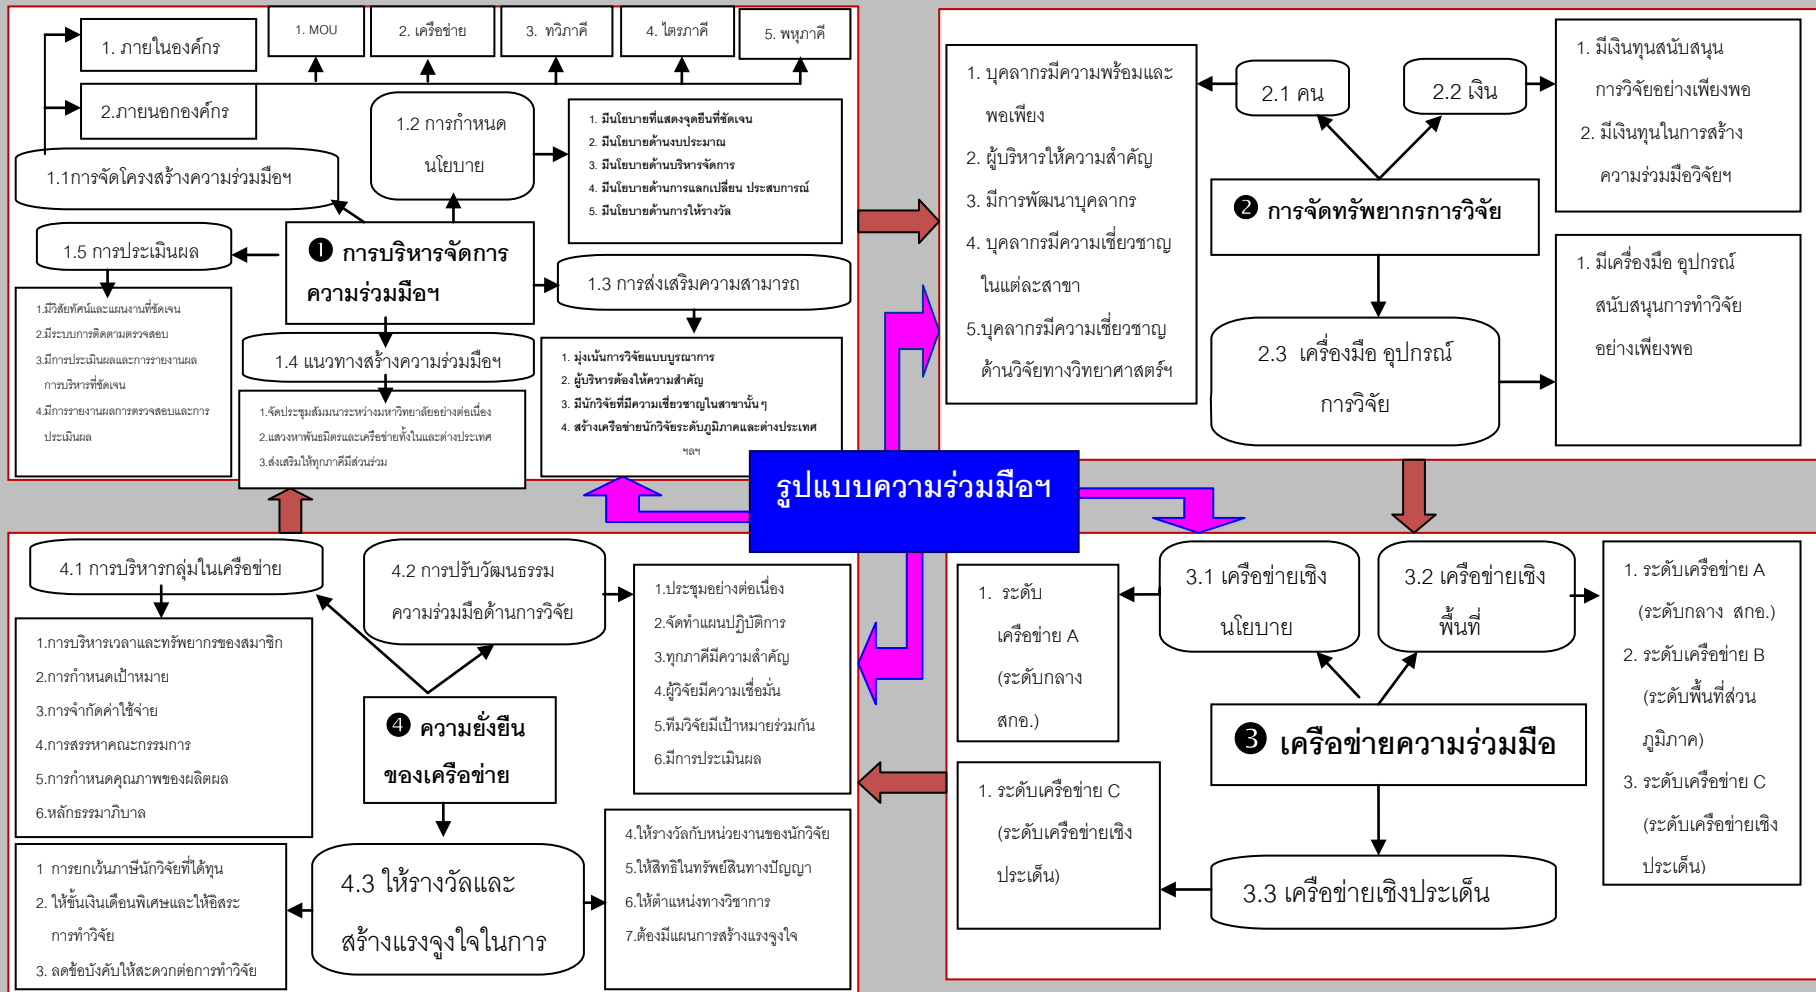 1. ภายในองค์กร
2.ภายนอกองค์กร
1. MOU
2. เครือข่าย
3. ทวิภาคี
4. ไตรภาคี
5. พหุภาคี
1.1การจัดโครงสร้างความร่วมมือฯ
1.2 การกำหนด
นโยบาย
1. มีนโยบายที่แสดงจุดยืนที่ชัดเจน
2. มีนโยบายด้านงบประมาณ
3. มีนโยบายด้านบริหารจัดการ
4. มีนโยบายด้านการแลกเปลี่ยน ประสบการณ์
5. มีนโยบายด้านการให้รางวัล
1.5 การประเมินผล
❶ การบริหารจัดการ
ความร่วมมือฯ
1.3 การส่งเสริมความสามารถ
1.มีวิสัยทัศน์และแผนงานที่ชัดเจน
2.มีระบบการติดตามตรวจสอบ
3.มีการประเมินผลและการรายงานผล
การบริหารที่ชัดเจน
4.มีการรายงานผลการตรวจสอบและการ
ประเมินผล
1.4 แนวทางสร้างความร่วมมือฯ
1.จัดประชุมสัมมนาระหว่างมหาวิทยาลัยอย่างต่อเนื่อง
2.แสวงหาพันธมิตรและเครือข่ายทั้งในและต่างประเทศ
3.ส่งเสริมให้ทุกภาคีมีส่วนร่วม
1. มุ่งเน้นการวิจัยแบบบูรณาการ
2. ผู้บริหารต้องให้ความสำคัญ
3. มีนักวิจัยที่มีความเชี่ยวชาญในสาขานั้น ๆ
4. สร้างเครือข่ายนักวิจัยระดับภูมิภาคและต่างประเทศ
ฯลฯ
1. บุคลากรมีความพร้อมและ
พอเพียง
2. ผู้บริหารให้ความสำคัญ
3. มีการพัฒนาบุคลากร
4. บุคลากรมีความเชี่ยวชาญ
ในแต่ละสาขา
5.บุคลากรมีความเชี่ยวชาญ
ด้านวิจัยทางวิทยาศาสตร์ฯ
2.1 คน
2.2 เงิน
1. มีเงินทุนสนับสนุน
การวิจัยอย่างเพียงพอ
2. มีเงินทุนในการสร้าง
ความร่วมมือวิจัยฯ
❷ การจัดทรัพยากรการวิจัย
2.3 เครื่องมือ อุปกรณ์
การวิจัย
1. มีเครื่องมือ อุปกรณ์
สนับสนุนการทำวิจัย
อย่างเพียงพอ
รูปแบบความร่วมมือฯ
4.1 การบริหารกลุ่มในเครือข่าย
4.2 การปรับวัฒนธรรม
ความร่วมมือด้านการวิจัย
1.ประชุมอย่างต่อเนื่อง
2.จัดทำแผนปฏิบัติการ
3.ทุกภาคีมีความสำคัญ
4.ผู้วิจัยมีความเชื่อมั่น
5.ทีมวิจัยมีเป้าหมายร่วมกัน
6.มีการประเมินผล
1.การบริหารเวลาและทรัพยากรของสมาชิก
2.การกำหนดเป้าหมาย
3.การจำกัดค่าใช้จ่าย
4.การสรรหาคณะกรรมการ
5.การกำหนดคุณภาพของผลิตผล
6.หลักธรรมาภิบาล
❹ ความยั่งยืน
ของเครือข่าย
1 การยกเว้นภาษีนักวิจัยที่ได้ทุน
2. ให้ขั้นเงินเดือนพิเศษและให้อิสระ
การทำวิจัย
3. ลดข้อบังคับให้สะดวกต่อการทำวิจัย
4.3 ให้รางวัลและ
สร้างแรงจูงใจในการ
4.ให้รางวัลกับหน่วยงานของนักวิจัย
5.ให้สิทธิในทรัพย์สินทางปัญญา
6.ให้ตำแหน่งทางวิชาการ
7.ต้องมีแผนการสร้างแรงจูงใจ
1. ระดับ
เครือข่าย A
(ระดับกลาง
สกอ.)
3.1 เครือข่ายเชิง
นโยบาย
3.2 เครือข่ายเชิง
พื้นที่
1. ระดับเครือข่าย A
(ระดับกลาง สกอ.)
2. ระดับเครือข่าย B
(ระดับพื้นที่ส่วน
ภูมิภาค)
3. ระดับเครือข่าย C
(ระดับเครือข่ายเชิง
ประเด็น)
❸ เครือข่ายความร่วมมือ
1. ระดับเครือข่าย C
(ระดับเครือข่ายเชิง
ประเด็น)
3.3 เครือข่ายเชิงประเด็น